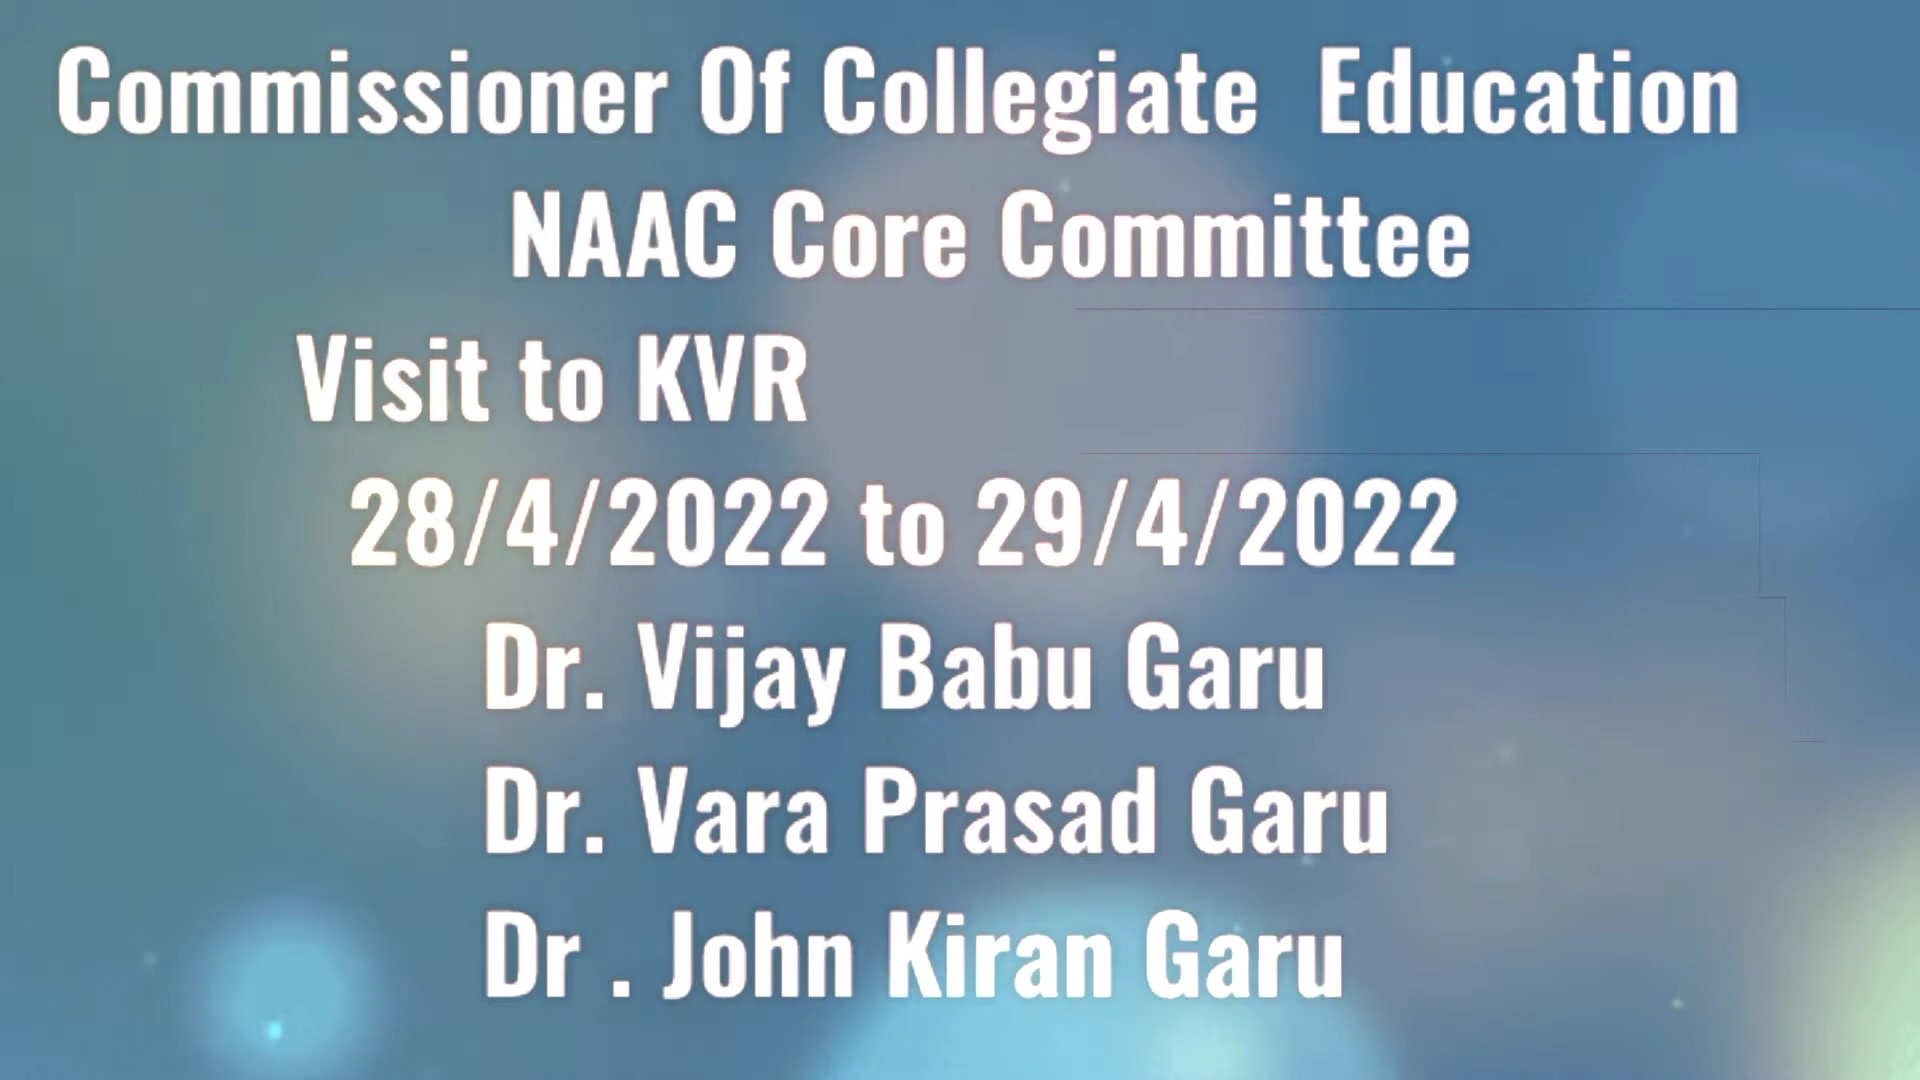 Commissioner Of Collegiate Education
NAAC Core Committee
Visit to KVR
28/4/2022 to 29/4/2022
Dr. Vijay Babu Garu
Dr. Vara Prasad Garu
Dr . John Kiran Garu